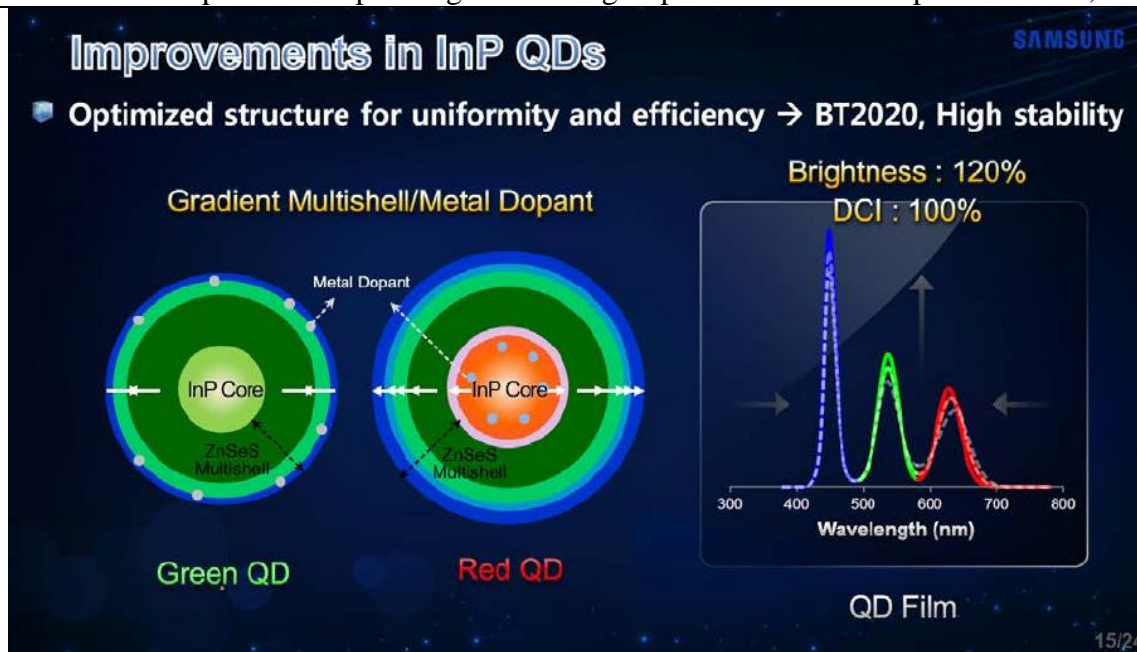 SAMSUNG
Improvements in InP QDs
Optimized structure for uniformity and efficiency → BT2020, High stability
Gradient Multishell/Metal Dopant
Metal Dopant
InP Core
ZnSeS
Multishell
Green QD
InP Core
ZnSeS
Multishell
Red QD
Brightness : 120%
DCI : 100%
300 400 500 600 700 800
Wavelength (nm)
QD Film
15/24